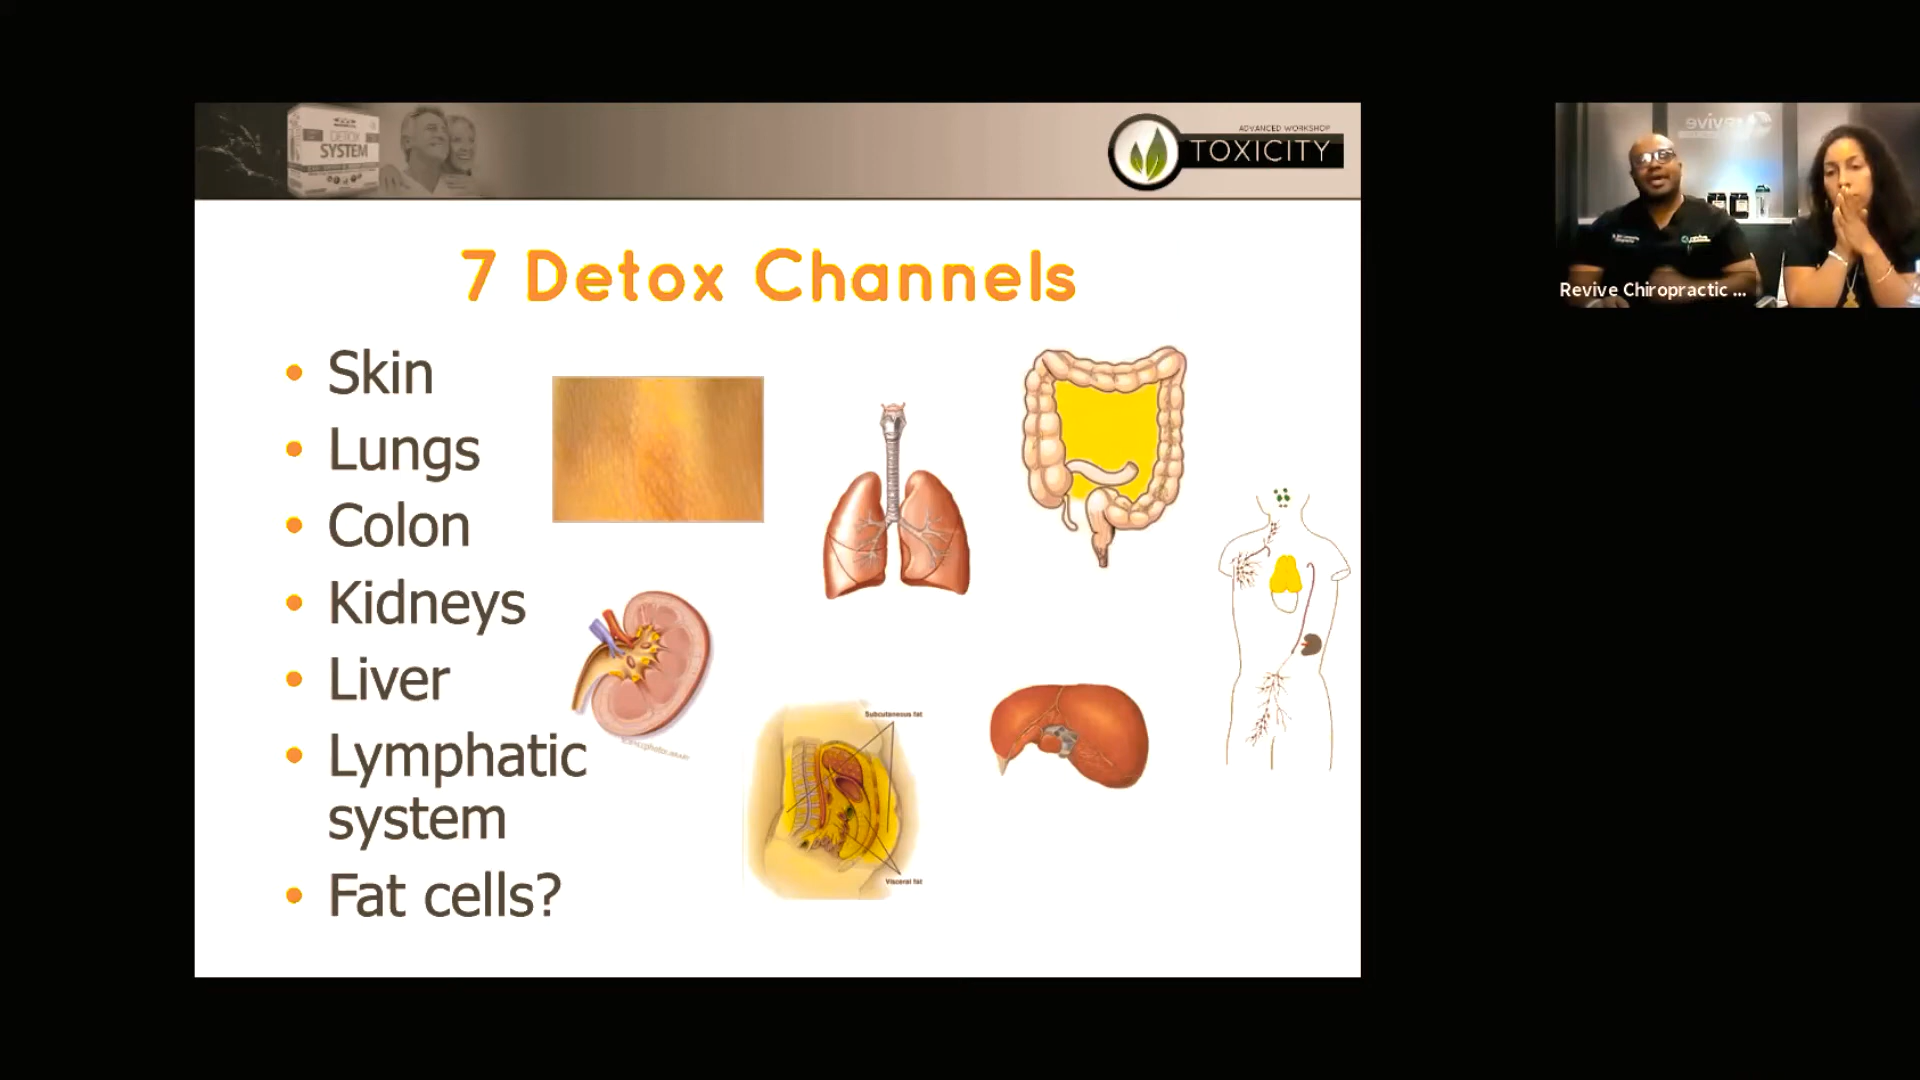 DETOX
SYSTEM
ADVANCED WORKSHOP
TOXICITY
7 Detox Channels
• Skin
• Lungs
• Colon
• Kidneys
• Liver
• Lymphatic
system
• Fat cells?
Subcutaneous fat
Visceral fat
revive
Revive Chiropractic ...